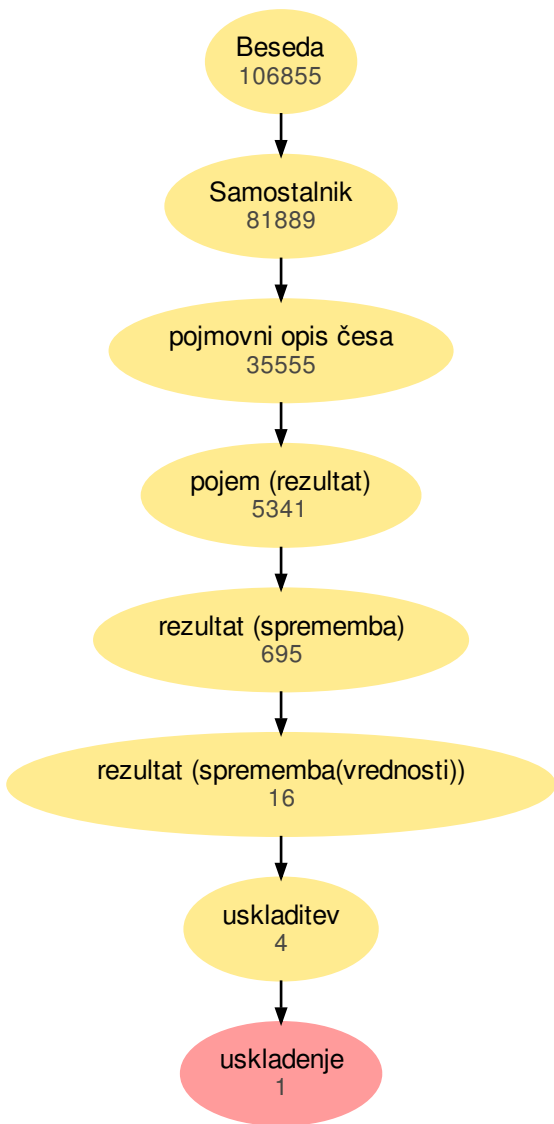 Beseda
106855
Samostalnik
81889
pojmovni opis česa
35555
pojem (rezultat)
5341
rezultat (sprememba)
695
rezultat (sprememba(vrednosti))
16
uskladitev
4
uskladenje
1